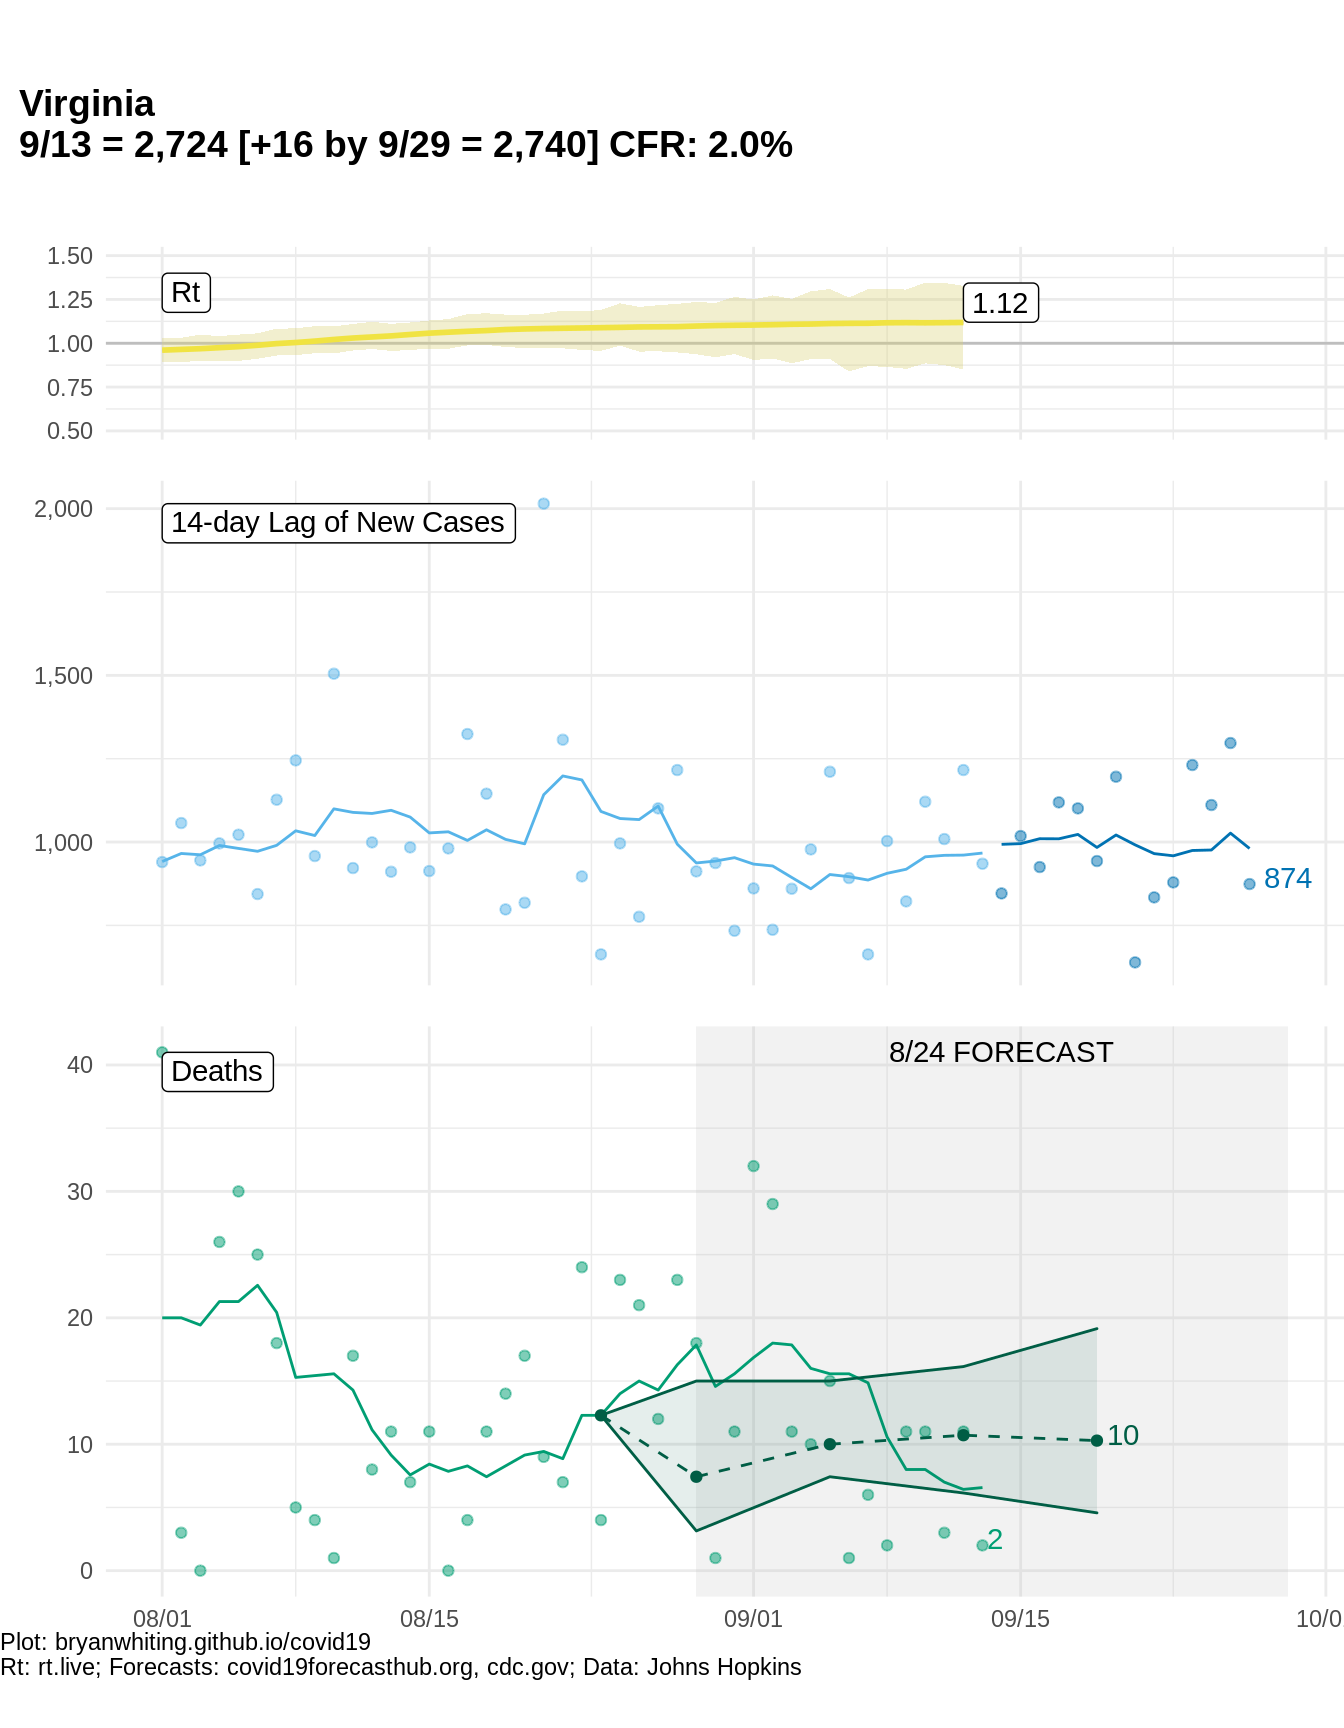 Virginia
9/13 = 2,724 [+16 by 9/29 = 2,740] CFR: 2.0%
1.50
1.25
1.00
0.75
0.50
Rt
1.12
2,000
1,500
1,000
14-day Lag of New Cases
874
40
30
20
10
0
Deaths
8/24 FORECAST
10
2
08/01 08/15 09/01 09/15 10/0
Plot: bryanwhiting.github.io/covid19
Rt: rt.live; Forecasts: covid19forecasthub.org, cdc.gov; Data: Johns Hopkins